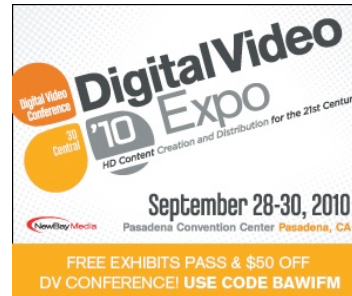 Digital Video
Conference
3D
Central
Digital Video
'10 Expo
HD Content Creation and Distribution for the 21st Centur
September 28-30, 2010
NewBay Media
Pasadena Convention Center Pasadena, CA
FREE EXHIBITS PASS & $50 OFF
DV CONFERENCE! USE CODE BAWIFM